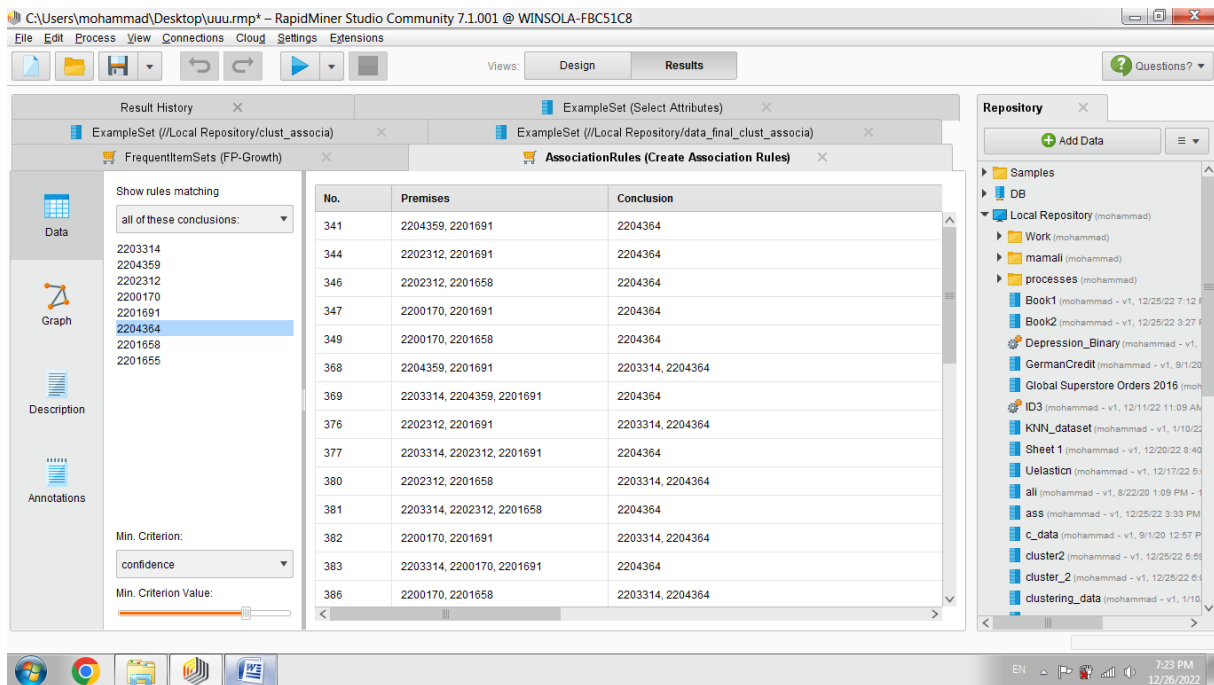 C:\Users\mohammad\Desktop\uuu.rmp* – RapidMiner Studio Community 7.1.001 @ WINSOLA-FBC51C8
File Edit Process View Connections Cloud Settings Extensions
Views: Design Results Questions?
Result History ExampleSet (Select Attributes)
ExampleSet (//Local Repository/clust_associa) ExampleSet (//Local Repository/data_final_clust_associa)
FrequentItemSets (FP-Growth) AssociationRules (Create Association Rules)
Data
Graph
Description
Annotations
Show rules matching
all of these conclusions:
2203314
2204359
2202312
2200170
2201691
2204364
2201658
2201655
Min. Criterion:
confidence
Min. Criterion Value:
No. Premises Conclusion
341 2204359, 2201691 2204364
344 2202312, 2201691 2204364
346 2202312, 2201658 2204364
347 2200170, 2201691 2204364
349 2200170, 2201658 2204364
368 2204359, 2201691 2203314, 2204364
369 2203314, 2204359, 2201691 2204364
376 2202312, 2201691 2203314, 2204364
377 2203314, 2202312, 2201691 2204364
380 2202312, 2201658 2203314, 2204364
381 2203314, 2202312, 2201658 2204364
382 2200170, 2201691 2203314, 2204364
383 2203314, 2200170, 2201691 2204364
386 2200170, 2201658 2203314, 2204364
Repository
Add Data
Samples
DB
Local Repository (mohammad)
Work (mohammad)
mamali (mohammad)
processes (mohammad)
Book1 (mohammad - v1, 12/25/22 7:12
Book2 (mohammad - v1, 12/25/22 3:27
Depression_Binary (mohammad - v1,
GermanCredit (mohammad - v1, 9/1/20
Global Superstore Orders 2016 (moh
ID3 (mohammad - v1, 12/11/22 11:09 AM
KNN_dataset (mohammad - v1, 1/10/22
Sheet 1 (mohammad - v1, 12/20/22 8:40
Uelasticn (mohammad - v1, 12/17/22 5:
ali (mohammad - v1, 8/22/20 1:09 PM - 1
ass (mohammad - v1, 12/25/22 3:33 PM
c_data (mohammad - v1, 9/1/20 12:57 P
cluster2 (mohammad - v1, 12/25/22 5:5
cluster_2 (mohammad - v1, 12/26/22 6:
clustering_data (mohammad - v1, 1/10
EN 7:23 PM
12/26/2022